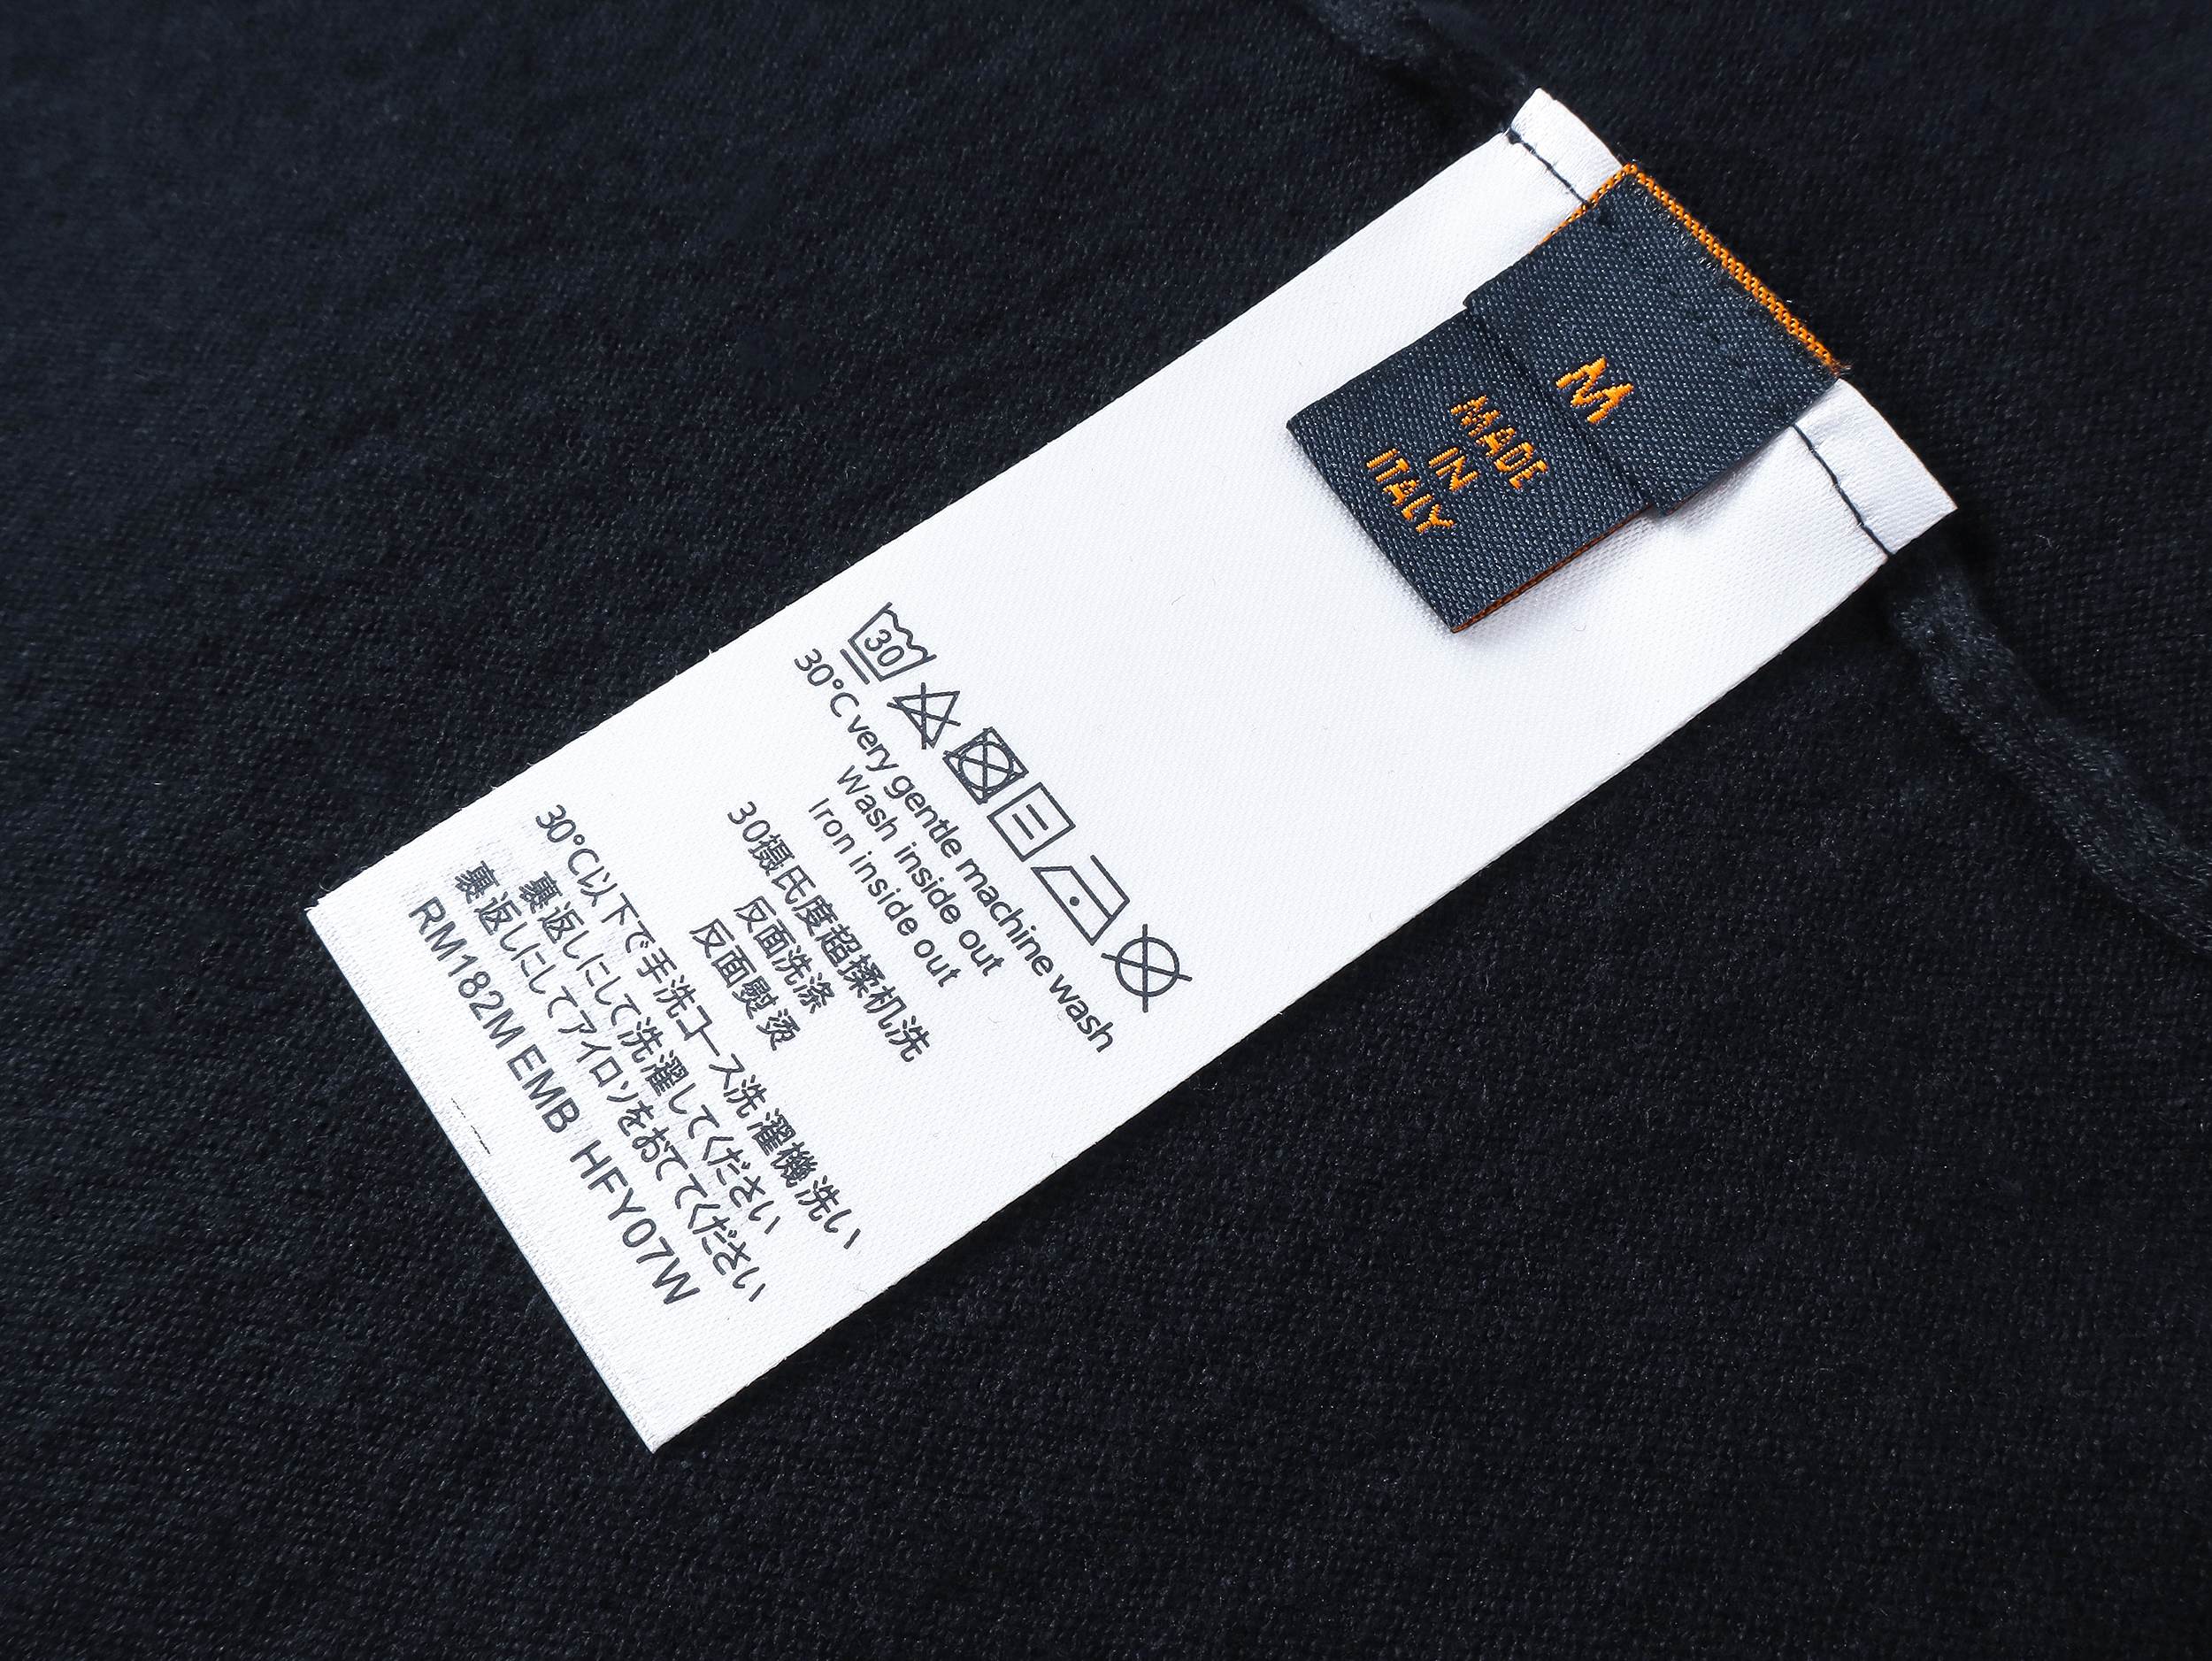 M
MADE
IN
ITALY
30
30°C very gentle machine wash
Wash inside out
Iron inside out
30摄氏度超揉机洗
反面洗涤
反面熨烫
30°C以下で手洗コース洗濯機洗い
裏返しにして洗濯してください
裏返しにしてアイロンをおててください
RM182M EMB HFY07W